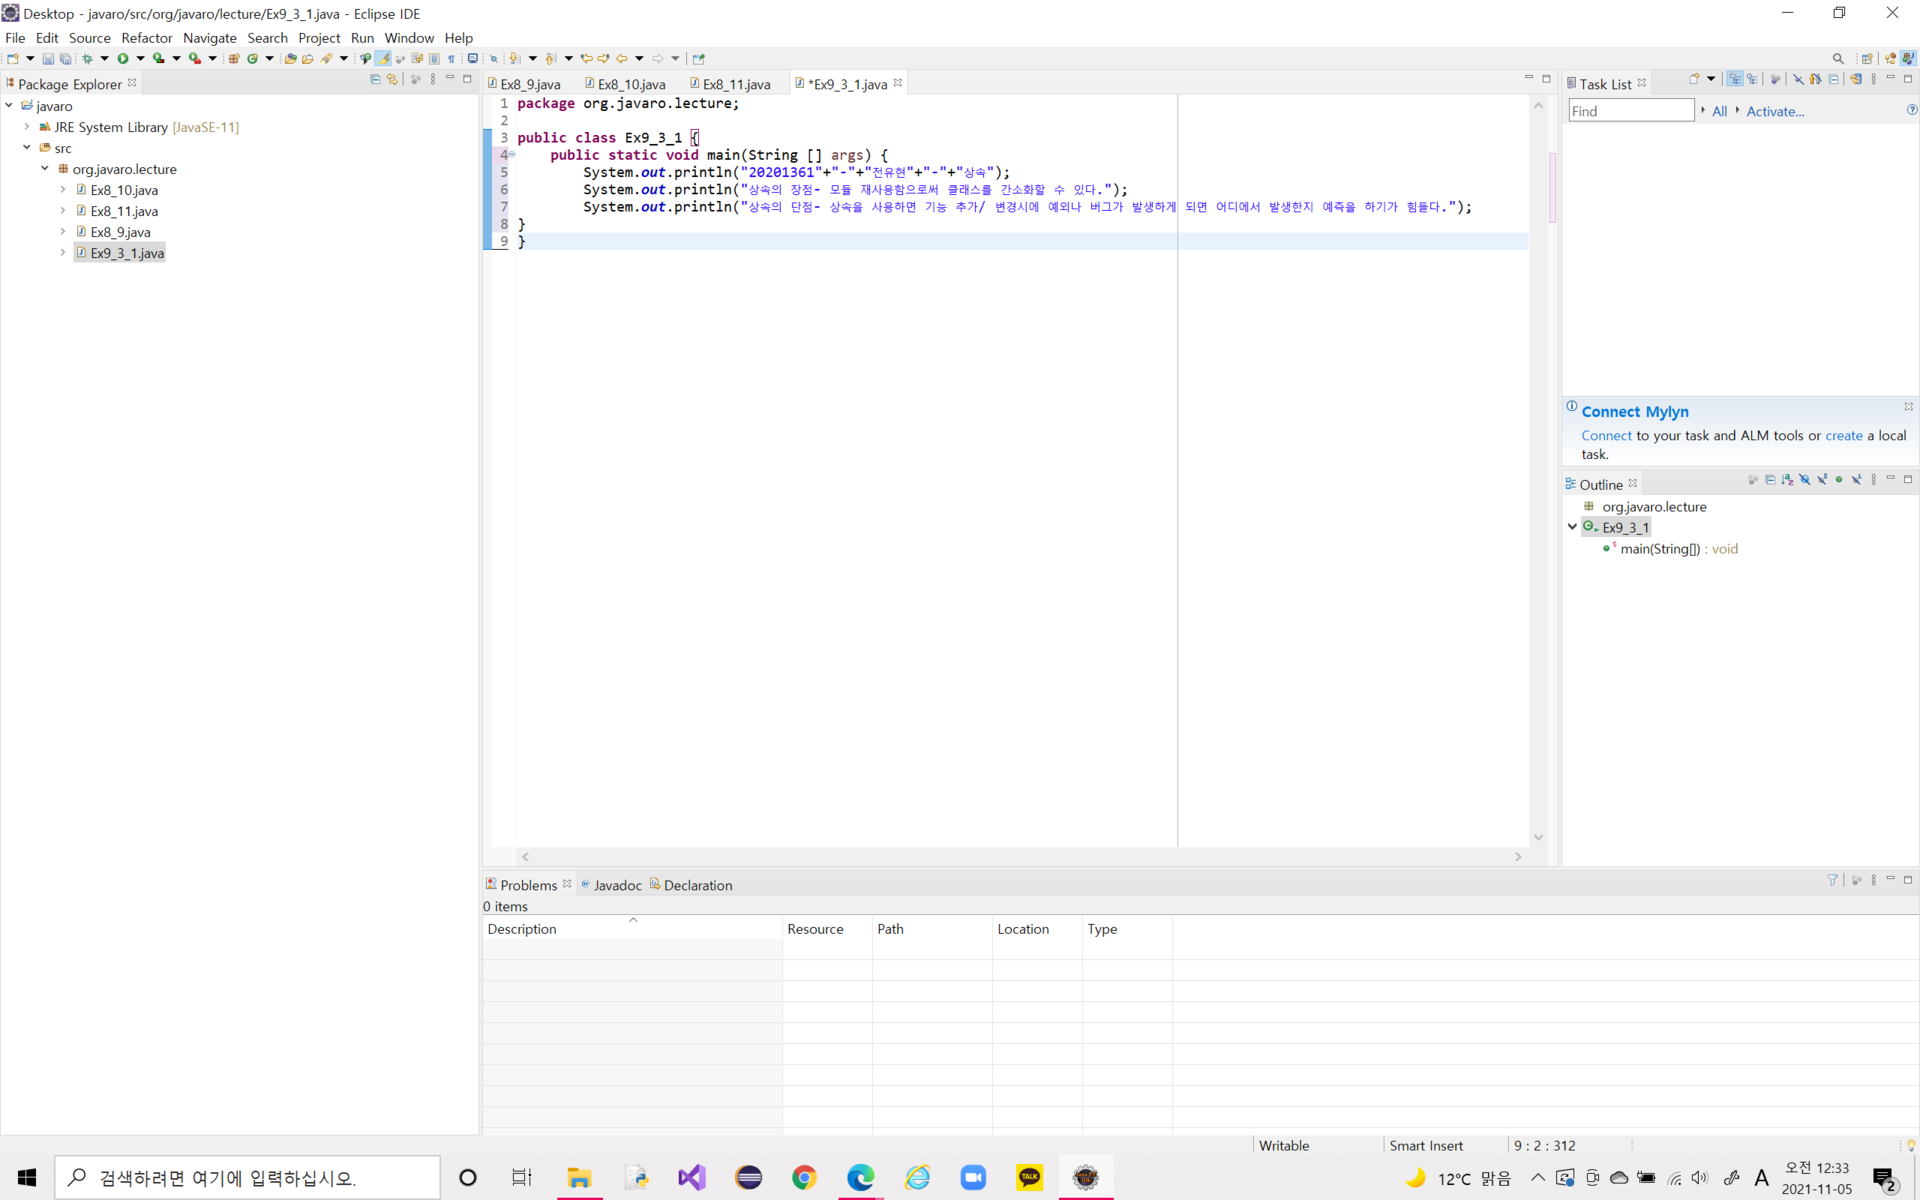 Desktop - javaro/src/org/javaro/lecture/Ex9_3_1.java - Eclipse IDE
File Edit Source Refactor Navigate Search Project Run Window Help
Package Explorer
javaro
JRE System Library [JavaSE-11]
src
org.javaro.lecture
Ex8_10.java
Ex8_11.java
Ex8_9.java
Ex9_3_1.java
Ex8_9.java Ex8_10.java Ex8_11.java *Ex9_3_1.java
1 package org.javaro.lecture;
2
3 public class Ex9_3_1 {
4 public static void main(String [] args) {
5 System.out.println("20201361"+"-"+"전유현"+"-"+"상속");
6 System.out.println("상속의 장점- 모듈 재사용함으로써 클래스를 간소화할 수 있다.");
7 System.out.println("상속의 단점- 상속을 사용하면 기능 추가/ 변경시에 예외나 버그가 발생하게 되면 어디에서 발생한지 예측을 하기가 힘들다.");
8 }
9 }
Task List
Find All Activate...
Connect Mylyn
Connect to your task and ALM tools or create a local
task.
Outline
org.javaro.lecture
Ex9_3_1
main(String[]) : void
Problems Javadoc Declaration
0 items
Description Resource Path Location Type
Writable Smart Insert 9 : 2 : 312
검색하려면 여기에 입력하십시오.
TALK
12°C 맑음
A
오전 12:33
2021-11-05
2